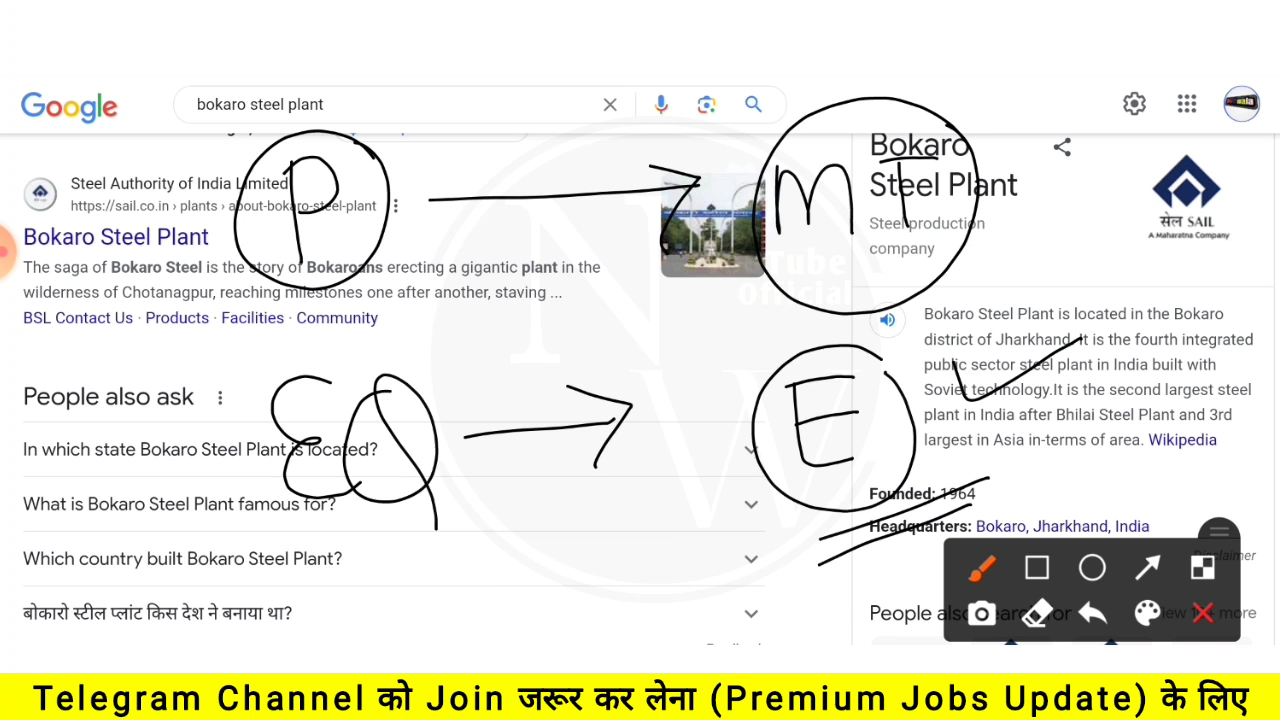 Google
bokaro steel plant
Steel Authority of India Limited
https://sail.co.in › plants › about-bokaro-steel-plant
Bokaro Steel Plant
The saga of Bokaro Steel is the story of Bokaroans erecting a gigantic plant in the
wilderness of Chotanagpur, reaching milestones one after another, staving ...
BSL Contact Us · Products · Facilities · Community
People also ask
In which state Bokaro Steel Plant is located?
What is Bokaro Steel Plant famous for?
Which country built Bokaro Steel Plant?
बोकारो स्टील प्लांट किस देश ने बनाया था?
P
MT
EQ
E
N
W
Tube
Official
Bokaro
Steel Plant
Steel production
company
सेल SAIL
A Maharatna Company
Bokaro Steel Plant is located in the Bokaro
district of Jharkhand. It is the fourth integrated
public sector steel plant in India built with
Soviet technology.It is the second largest steel
plant in India after Bhilai Steel Plant and 3rd
largest in Asia in-terms of area. Wikipedia
Founded: 1964
Headquarters: Bokaro, Jharkhand, India
Disclaimer
People also search for
more
Telegram Channel को Join जरूर कर लेना (Premium Jobs Update) के लिए